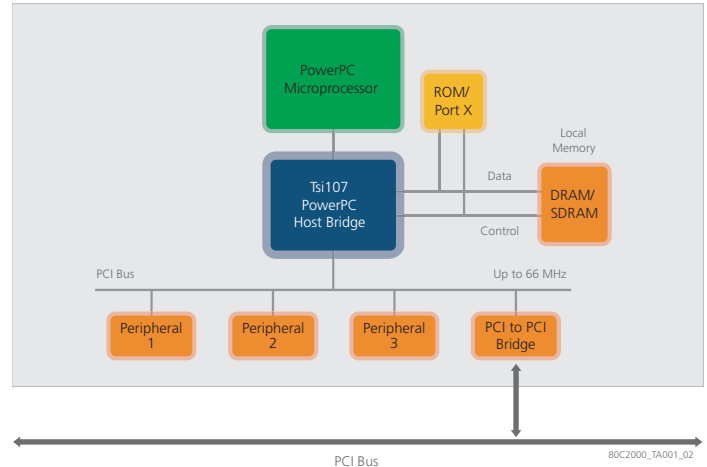 PowerPC
Microprocessor
ROM/
Port X
Local
Memory
Tsi107
PowerPC
Host Bridge
Data
DRAM/
SDRAM
Control
PCI Bus
Up to 66 MHz
Peripheral
1
Peripheral
2
Peripheral
3
PCI to PCI
Bridge
PCI Bus
80C2000_TA001_02